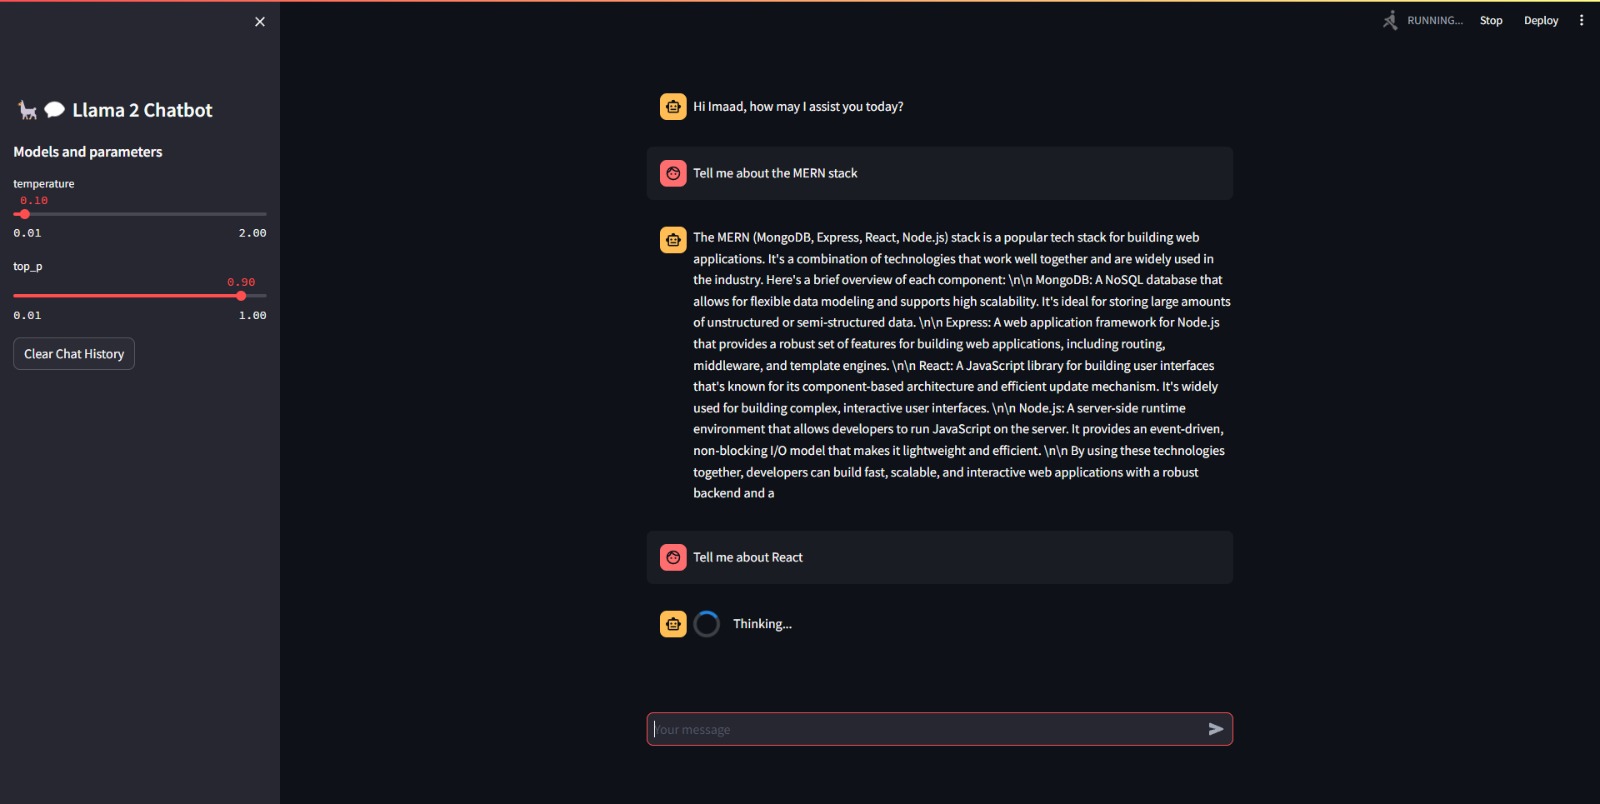 RUNNING...
Stop
Deploy
Llama 2 Chatbot
Models and parameters
temperature
0.10
0.01
2.00
top_p
0.90
0.01
1.00
Clear Chat History
Hi Imaad, how may I assist you today?
Tell me about the MERN stack
The MERN (MongoDB, Express, React, Node.js) stack is a popular tech stack for building web
applications. It's a combination of technologies that work well together and are widely used in
the industry. Here's a brief overview of each component: \n\n MongoDB: A NoSQL database that
allows for flexible data modeling and supports high scalability. It's ideal for storing large amounts
of unstructured or semi-structured data. \n\n Express: A web application framework for Node.js
that provides a robust set of features for building web applications, including routing,
middleware, and template engines. \n\n React: A JavaScript library for building user interfaces
that's known for its component-based architecture and efficient update mechanism. It's widely
used for building complex, interactive user interfaces. \n\n Node.js: A server-side runtime
environment that allows developers to run JavaScript on the server. It provides an event-driven,
non-blocking I/O model that makes it lightweight and efficient. \n\n By using these technologies
together, developers can build fast, scalable, and interactive web applications with a robust
backend and a
Tell me about React
Thinking...
Your message